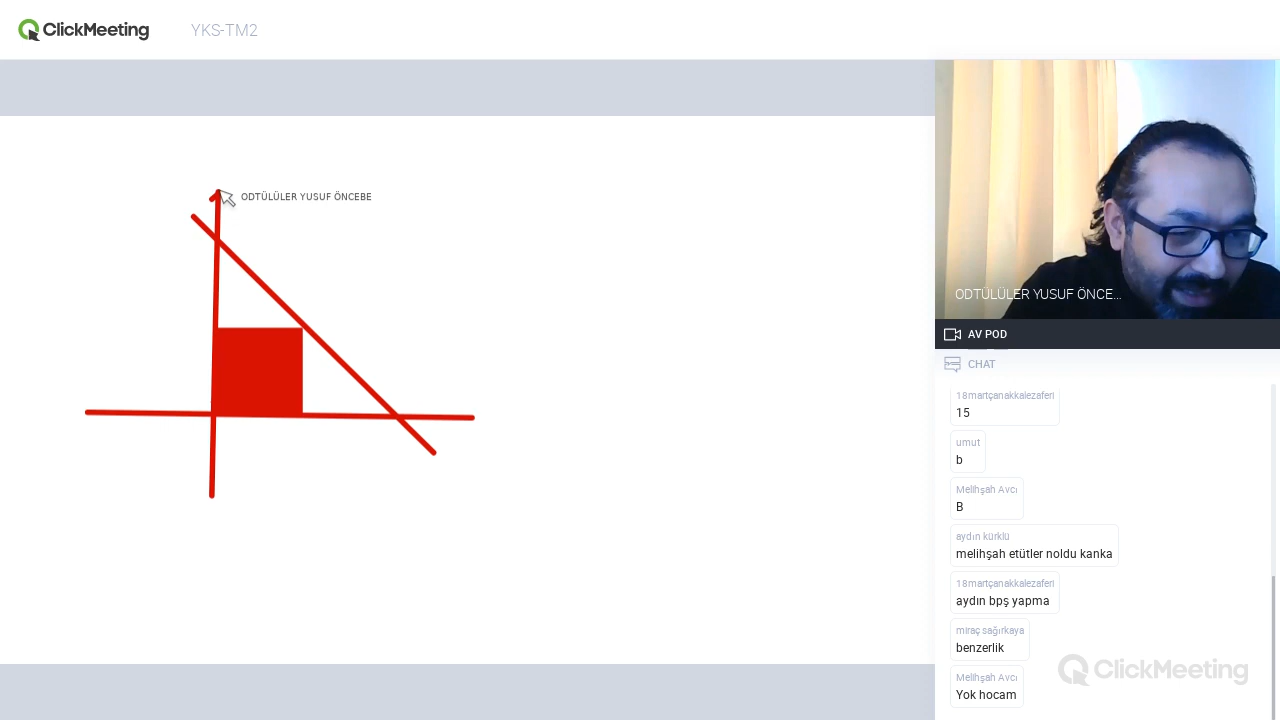 ClickMeeting
YKS-TM2
ODTÜLÜLER YUSUF ÖNCEBE
ODTÜLÜLER YUSUF ÖNCE...
AV POD
CHAT
18martçanakkalezaferi
15
umut
b
Melihşah Avcı
B
aydın kürklü
melihşah etütler noldu kanka
18martçanakkalezaferi
aydın bpş yapma
miraç sağırkaya
benzerlik
Melihşah Avcı
Yok hocam
ClickMeeting